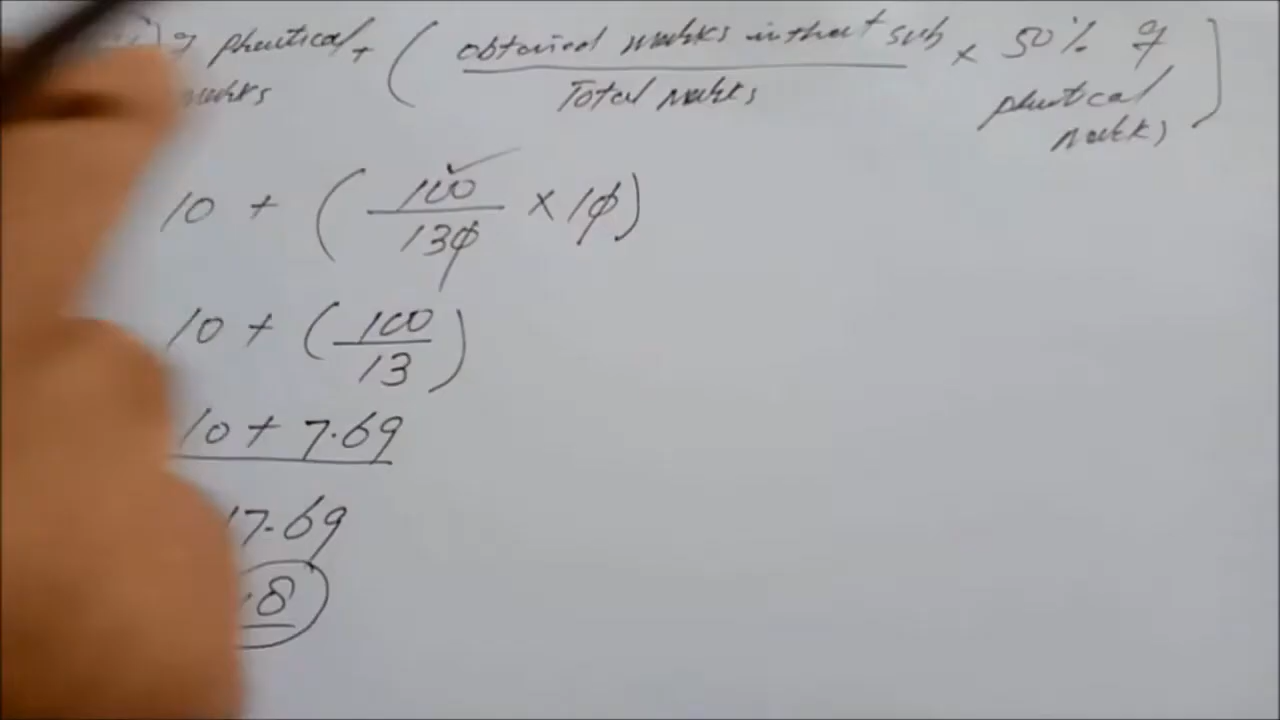 practical + ( obtained marks in that sub × 50% of
marks Total marks practical
marks )
10 + ( 100 / 130 × 10 )
10 + ( 100 / 13 )
10 + 7.69
17.69
.8